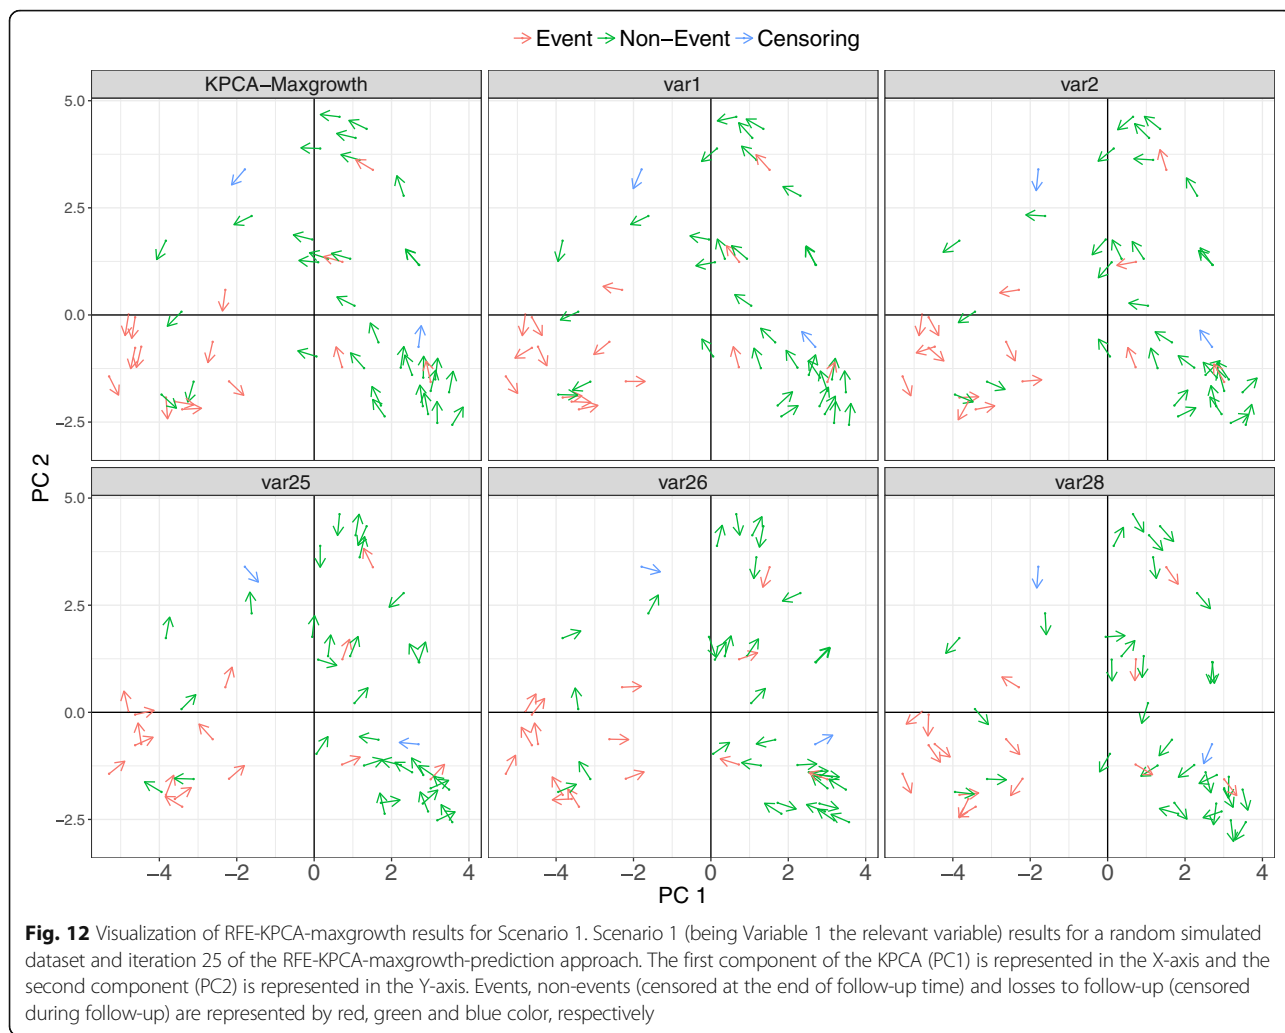 Event Non−Event Censoring
KPCA−Maxgrowth var1 var2
5.0
2.5
0.0
−2.5
PC 2
var25 var26 var28
5.0
2.5
0.0
−2.5
−4 −2 0 2 4 −4 −2 0 2 4 −4 −2 0 2 4
PC 1
Fig. 12 Visualization of RFE-KPCA-maxgrowth results for Scenario 1. Scenario 1 (being Variable 1 the relevant variable) results for a random simulated
dataset and iteration 25 of the RFE-KPCA-maxgrowth-prediction approach. The first component of the KPCA (PC1) is represented in the X-axis and the
second component (PC2) is represented in the Y-axis. Events, non-events (censored at the end of follow-up time) and losses to follow-up (censored
during follow-up) are represented by red, green and blue color, respectively